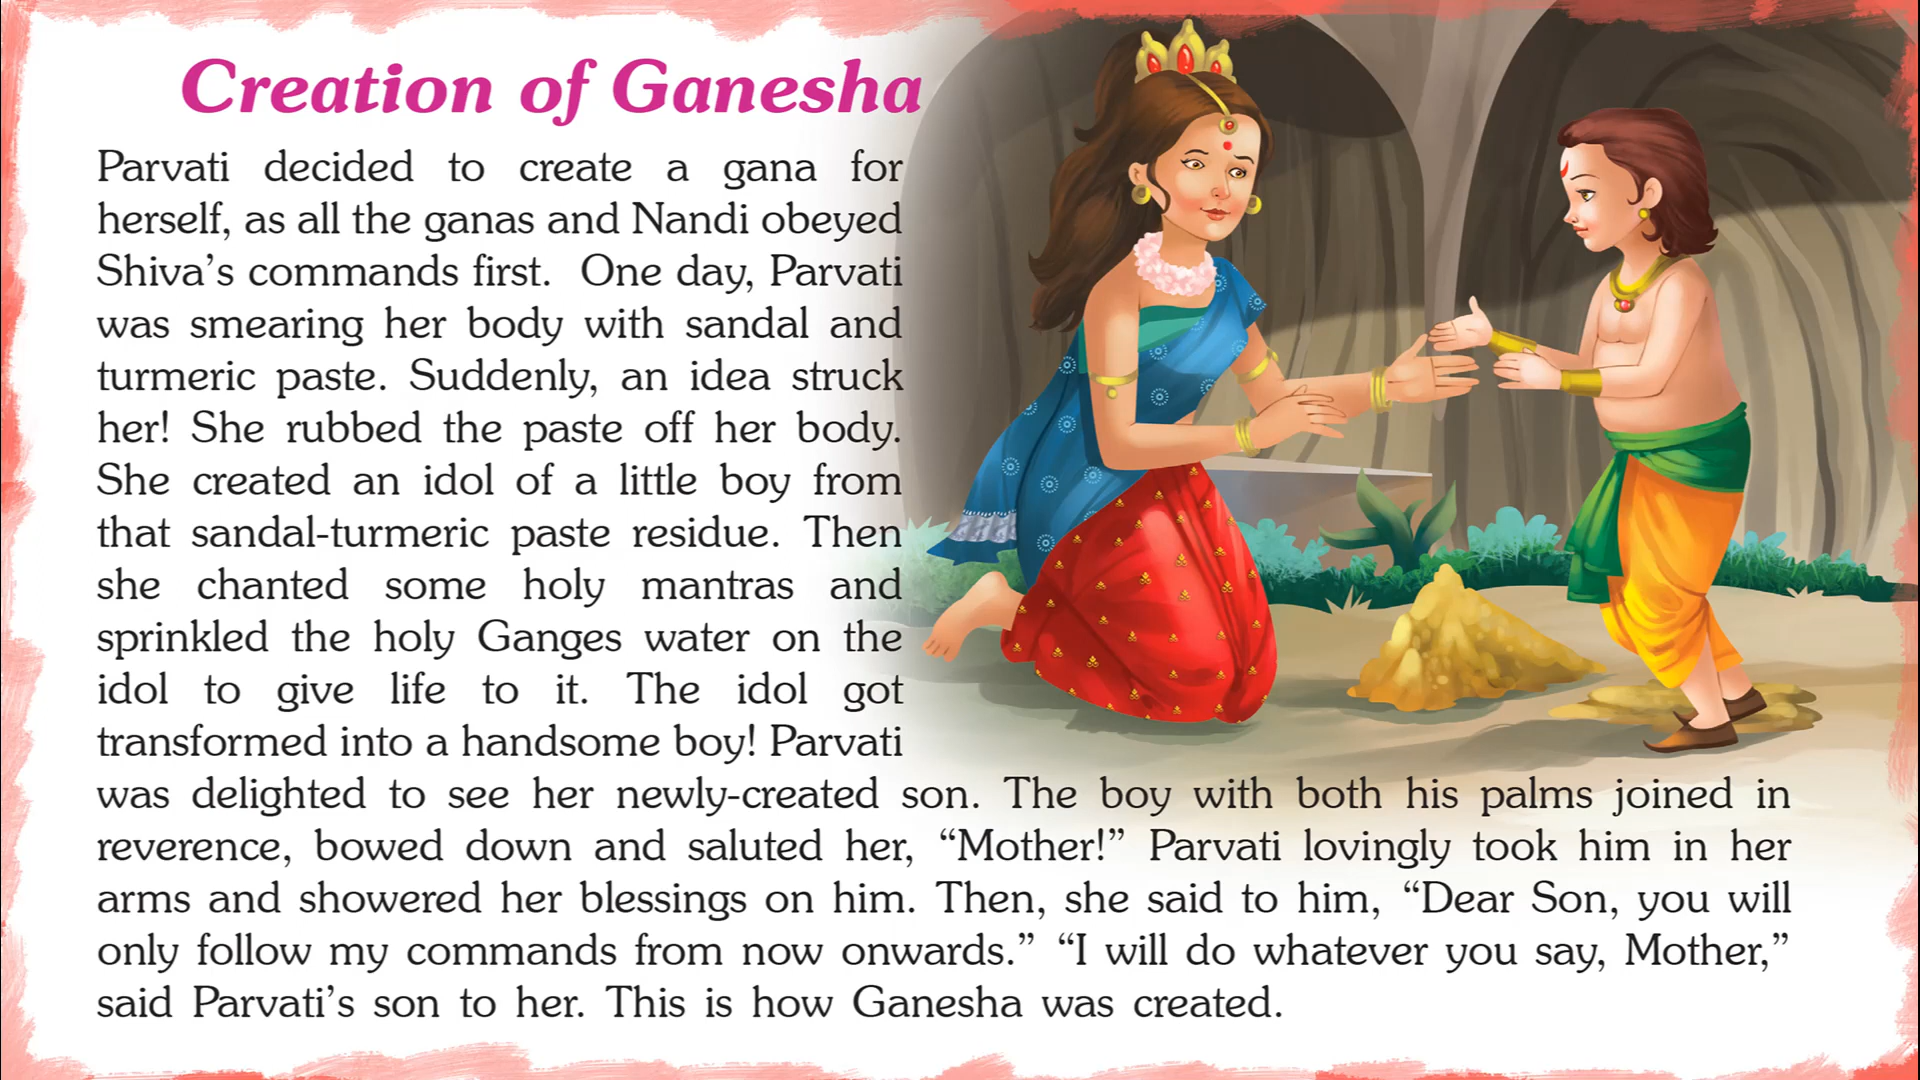 Creation of Ganesha
Parvati decided to create a gana for
herself, as all the ganas and Nandi obeyed
Shiva’s commands first. One day, Parvati
was smearing her body with sandal and
turmeric paste. Suddenly, an idea struck
her! She rubbed the paste off her body.
She created an idol of a little boy from
that sandal-turmeric paste residue. Then
she chanted some holy mantras and
sprinkled the holy Ganges water on the
idol to give life to it. The idol got
transformed into a handsome boy! Parvati
was delighted to see her newly-created son. The boy with both his palms joined in
reverence, bowed down and saluted her, “Mother!” Parvati lovingly took him in her
arms and showered her blessings on him. Then, she said to him, “Dear Son, you will
only follow my commands from now onwards.” “I will do whatever you say, Mother,”
said Parvati’s son to her. This is how Ganesha was created.